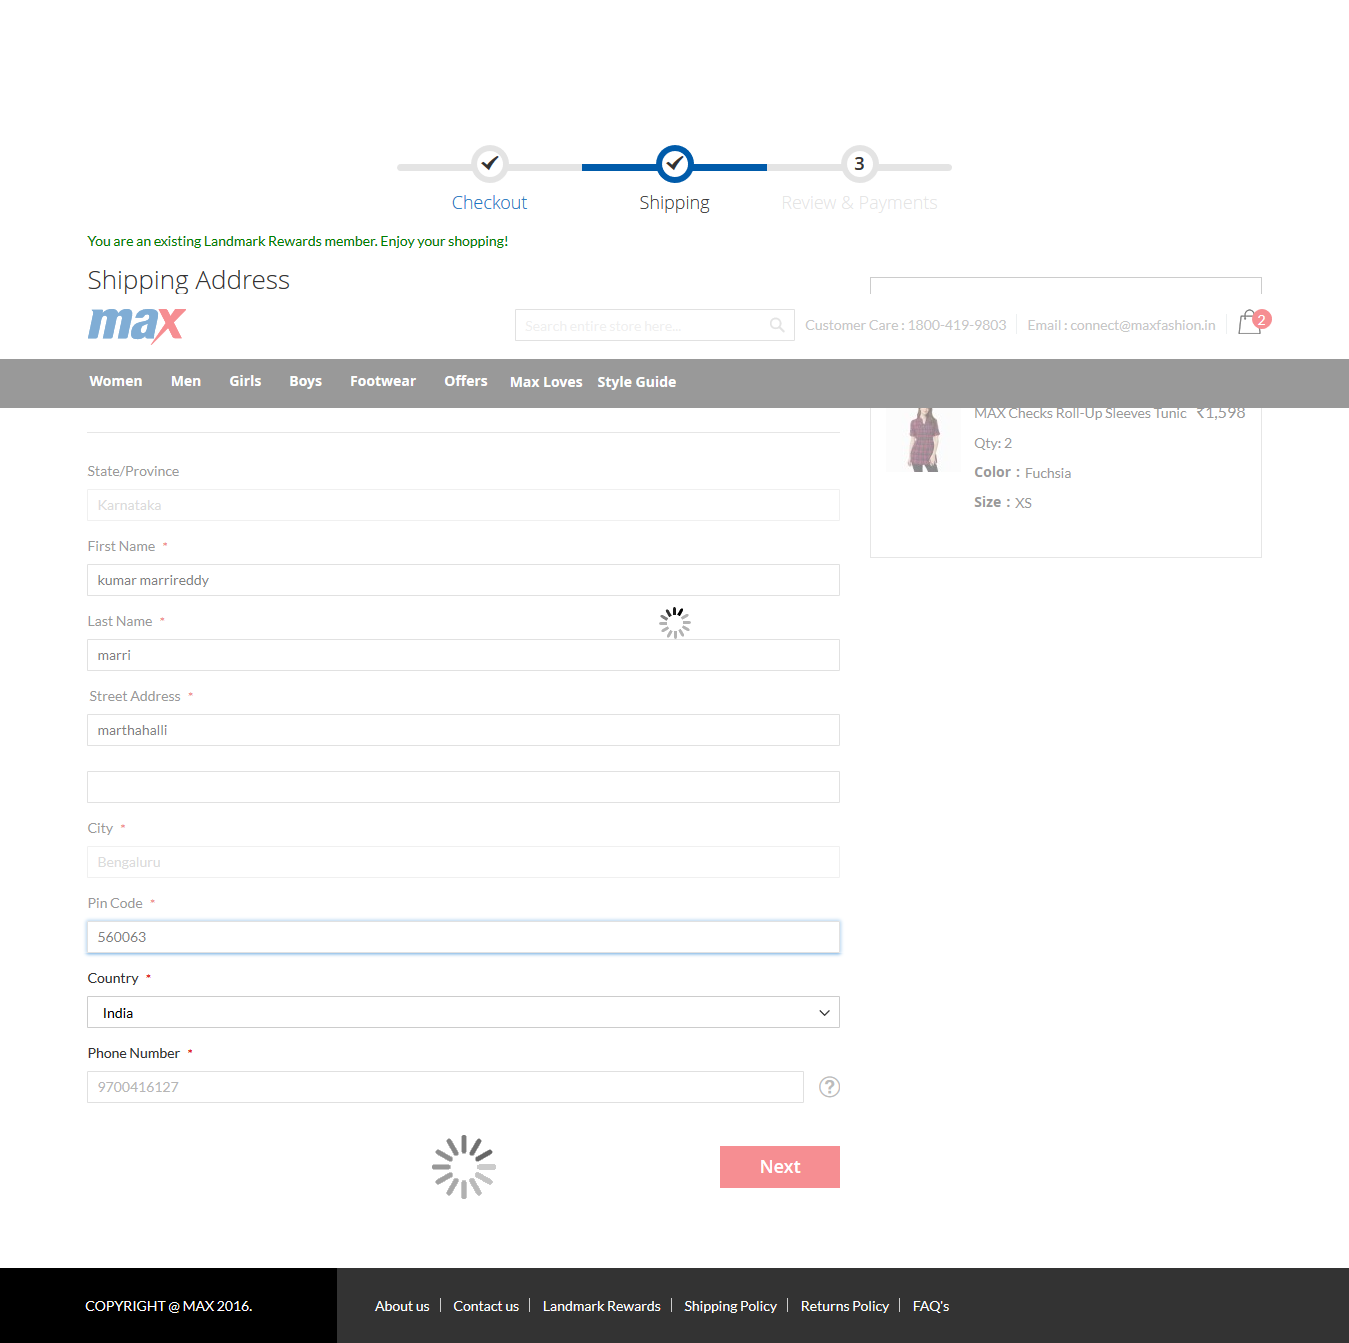 3
Checkout Shipping Review & Payments
You are an existing Landmark Rewards member. Enjoy your shopping!
Shipping Address
max Search entire store here... Customer Care : 1800-419-9803 Email : connect@maxfashion.in 2
Women Men Girls Boys Footwear Offers Max Loves Style Guide
MAX Checks Roll-Up Sleeves Tunic ₹1,598
Qty: 2
Color : Fuchsia
Size : XS
State/Province
Karnataka
First Name *
kumar marrireddy
Last Name *
marri
Street Address *
marthahalli
City *
Bengaluru
Pin Code *
560063
Country *
India
Phone Number *
9700416127 ?
Next
COPYRIGHT @ MAX 2016. About us Contact us Landmark Rewards Shipping Policy Returns Policy FAQ's